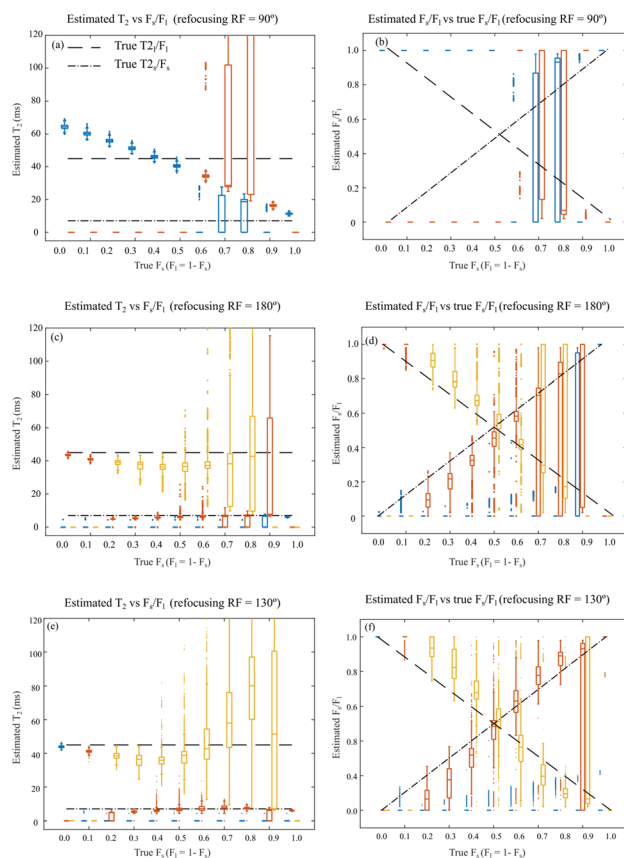 Estimated T2 vs Fs/Fl (refocusing RF = 90º)
(a)
True T2l/Fl
True T2s/Fs
Estimated T2 (ms)
120
100
80
60
40
20
0
0.0 0.1 0.2 0.3 0.4 0.5 0.6 0.7 0.8 0.9 1.0
True Fs (Fl = 1- Fs)
Estimated Fs/Fl vs true Fs/Fl (refocusing RF = 90º)
(b)
Estimated Fs/Fl
1.0
0.8
0.6
0.4
0.2
0
0.0 0.1 0.2 0.3 0.4 0.5 0.6 0.7 0.8 0.9 1.0
True Fs (Fl = 1- Fs)
Estimated T2 vs Fs/Fl (refocusing RF = 180º)
(c)
Estimated T2 (ms)
120
100
80
60
40
20
0
0.0 0.1 0.2 0.3 0.4 0.5 0.6 0.7 0.8 0.9 1.0
True Fs (Fl = 1- Fs)
Estimated Fs/Fl vs true Fs/Fl (refocusing RF = 180º)
(d)
Estimated Fs/Fl
1.0
0.8
0.6
0.4
0.2
0
0.0 0.1 0.2 0.3 0.4 0.5 0.6 0.7 0.8 0.9 1.0
True Fs (Fl = 1- Fs)
Estimated T2 vs Fs/Fl (refocusing RF = 130º)
(e)
Estimated T2 (ms)
120
100
80
60
40
20
0
0.0 0.1 0.2 0.3 0.4 0.5 0.6 0.7 0.8 0.9 1.0
True Fs (Fl = 1- Fs)
Estimated Fs/Fl vs true Fs/Fl (refocusing RF = 130º)
(f)
Estimated Fs/Fl
1.0
0.8
0.6
0.4
0.2
0
0.0 0.1 0.2 0.3 0.4 0.5 0.6 0.7 0.8 0.9 1.0
True Fs (Fl = 1- Fs)